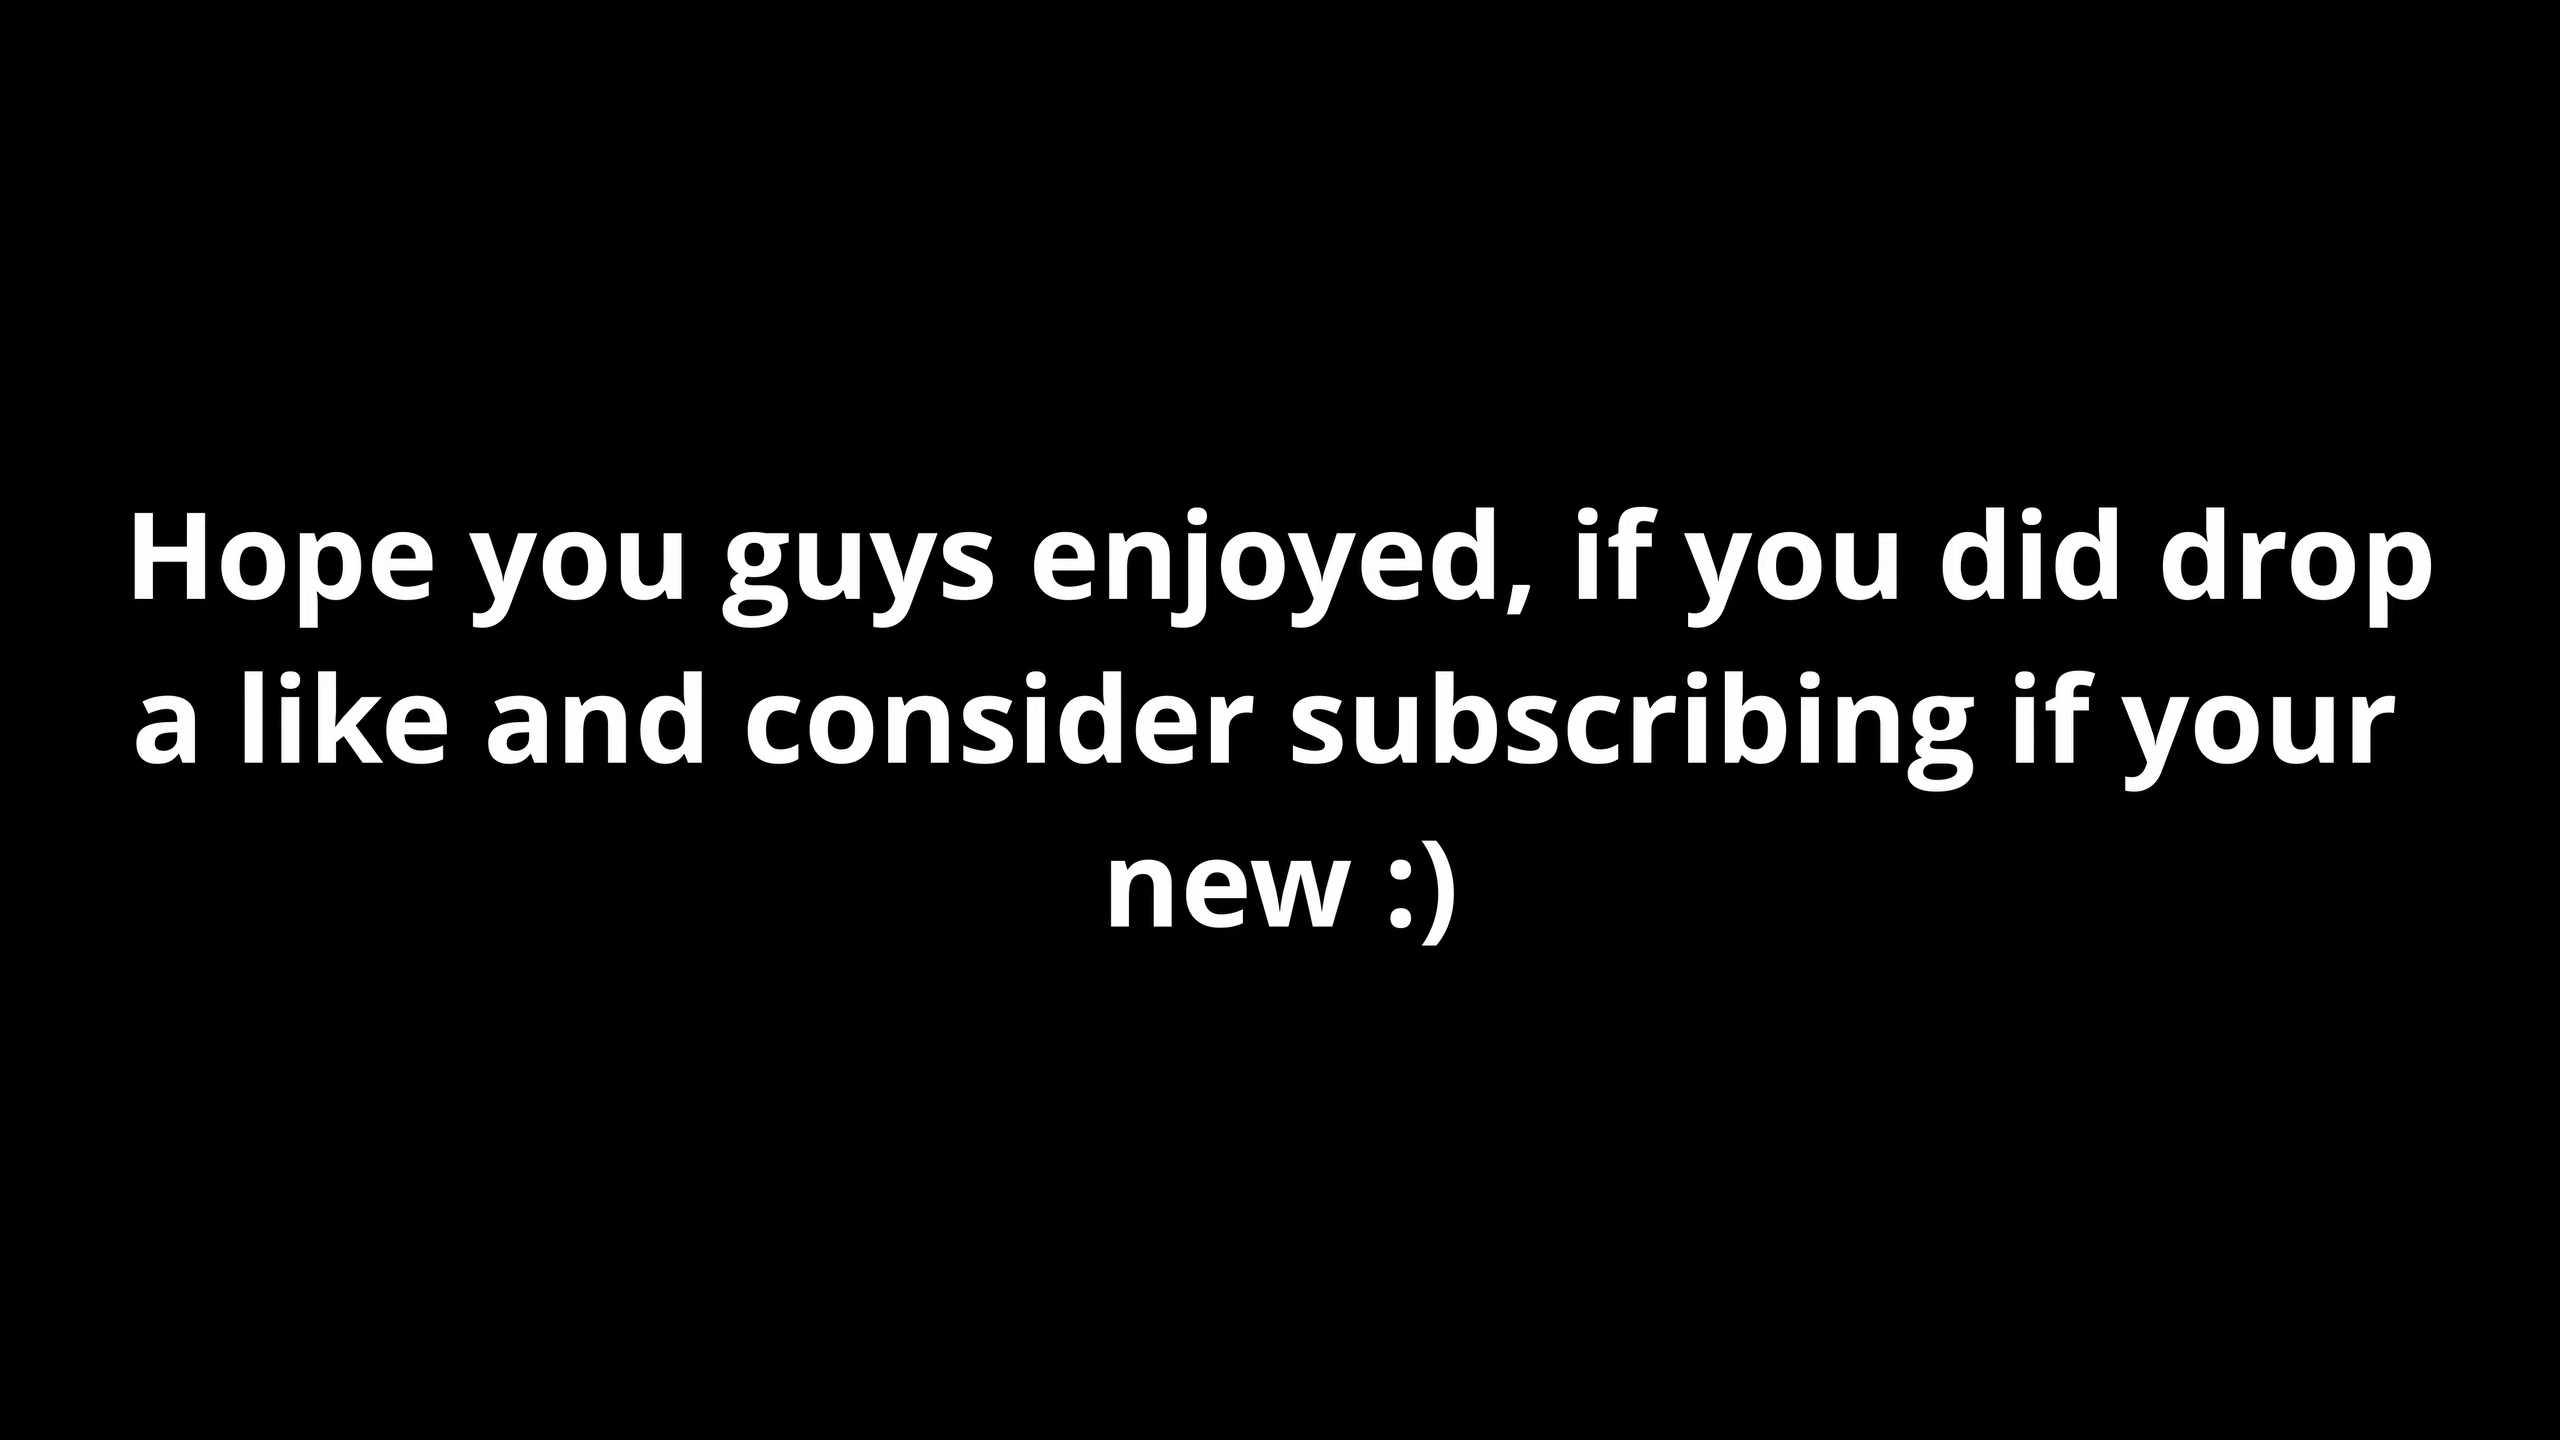 Hope you guys enjoyed, if you did drop
a like and consider subscribing if your
new :)